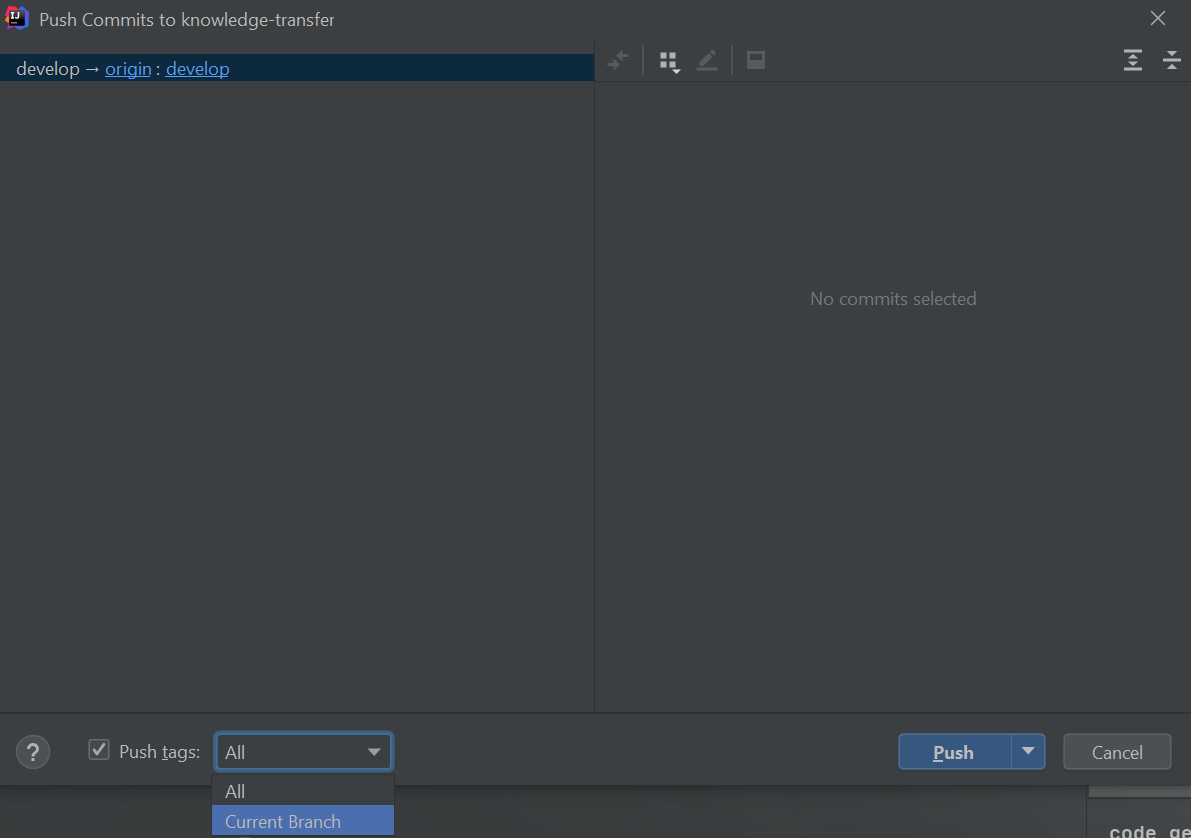 Push Commits to knowledge-transfer
develop → origin : develop
No commits selected
? Push tags: All Push Cancel
All
Current Branch
code ge